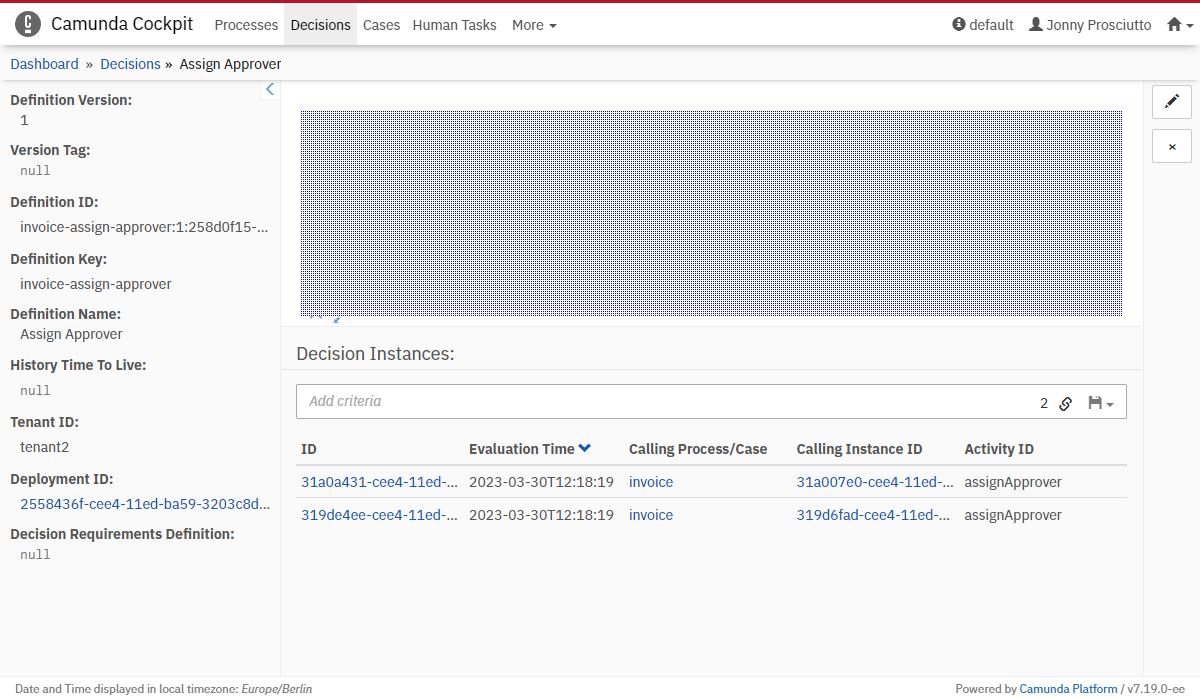 Camunda Cockpit Processes Decisions Cases Human Tasks More default Jonny Prosciutto
Dashboard » Decisions » Assign Approver
Definition Version:
1
Version Tag:
null
Definition ID:
invoice-assign-approver:1:258d0f15-...
Definition Key:
invoice-assign-approver
Definition Name:
Assign Approver
History Time To Live:
null
Tenant ID:
tenant2
Deployment ID:
2558436f-cee4-11ed-ba59-3203c8d...
Decision Requirements Definition:
null
Decision Instances:
Add criteria 2
ID Evaluation Time Calling Process/Case Calling Instance ID Activity ID
31a0a431-cee4-11ed-... 2023-03-30T12:18:19 invoice 31a007e0-cee4-11ed-... assignApprover
319de4ee-cee4-11ed-... 2023-03-30T12:18:19 invoice 319d6fad-cee4-11ed-... assignApprover
Date and Time displayed in local timezone: Europe/Berlin
Powered by Camunda Platform / v7.19.0-ee